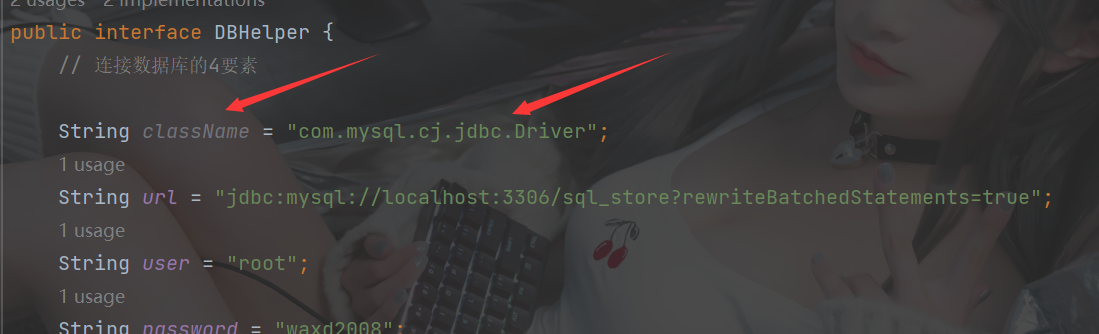 2 usages 2 implementations
public interface DBHelper {
// 连接数据库的4要素
String className = "com.mysql.cj.jdbc.Driver";
1 usage
String url = "jdbc:mysql://localhost:3306/sql_store?rewriteBatchedStatements=true";
1 usage
String user = "root";
1 usage
String password = "waxd2008";